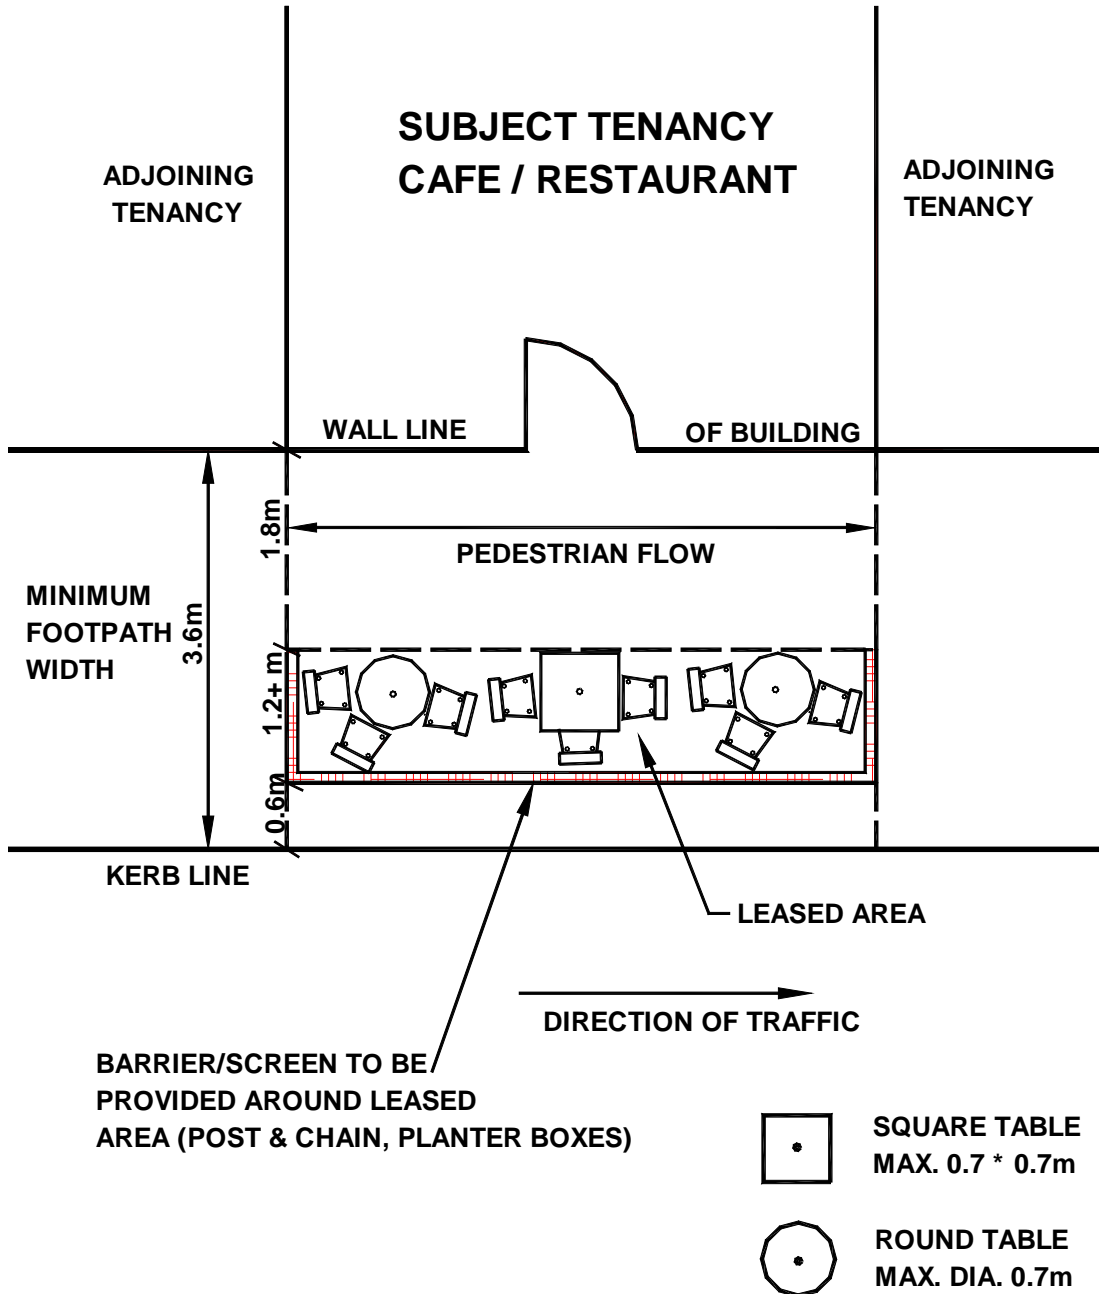 SUBJECT TENANCY
CAFE / RESTAURANT
ADJOINING
TENANCY
ADJOINING
TENANCY
WALL LINE
OF BUILDING
1.8m
PEDESTRIAN FLOW
MINIMUM
FOOTPATH
WIDTH
3.6m
1.2+ m
0.6m
KERB LINE
LEASED AREA
DIRECTION OF TRAFFIC
BARRIER/SCREEN TO BE
PROVIDED AROUND LEASED
AREA (POST & CHAIN, PLANTER BOXES)
SQUARE TABLE
MAX. 0.7 * 0.7m
ROUND TABLE
MAX. DIA. 0.7m